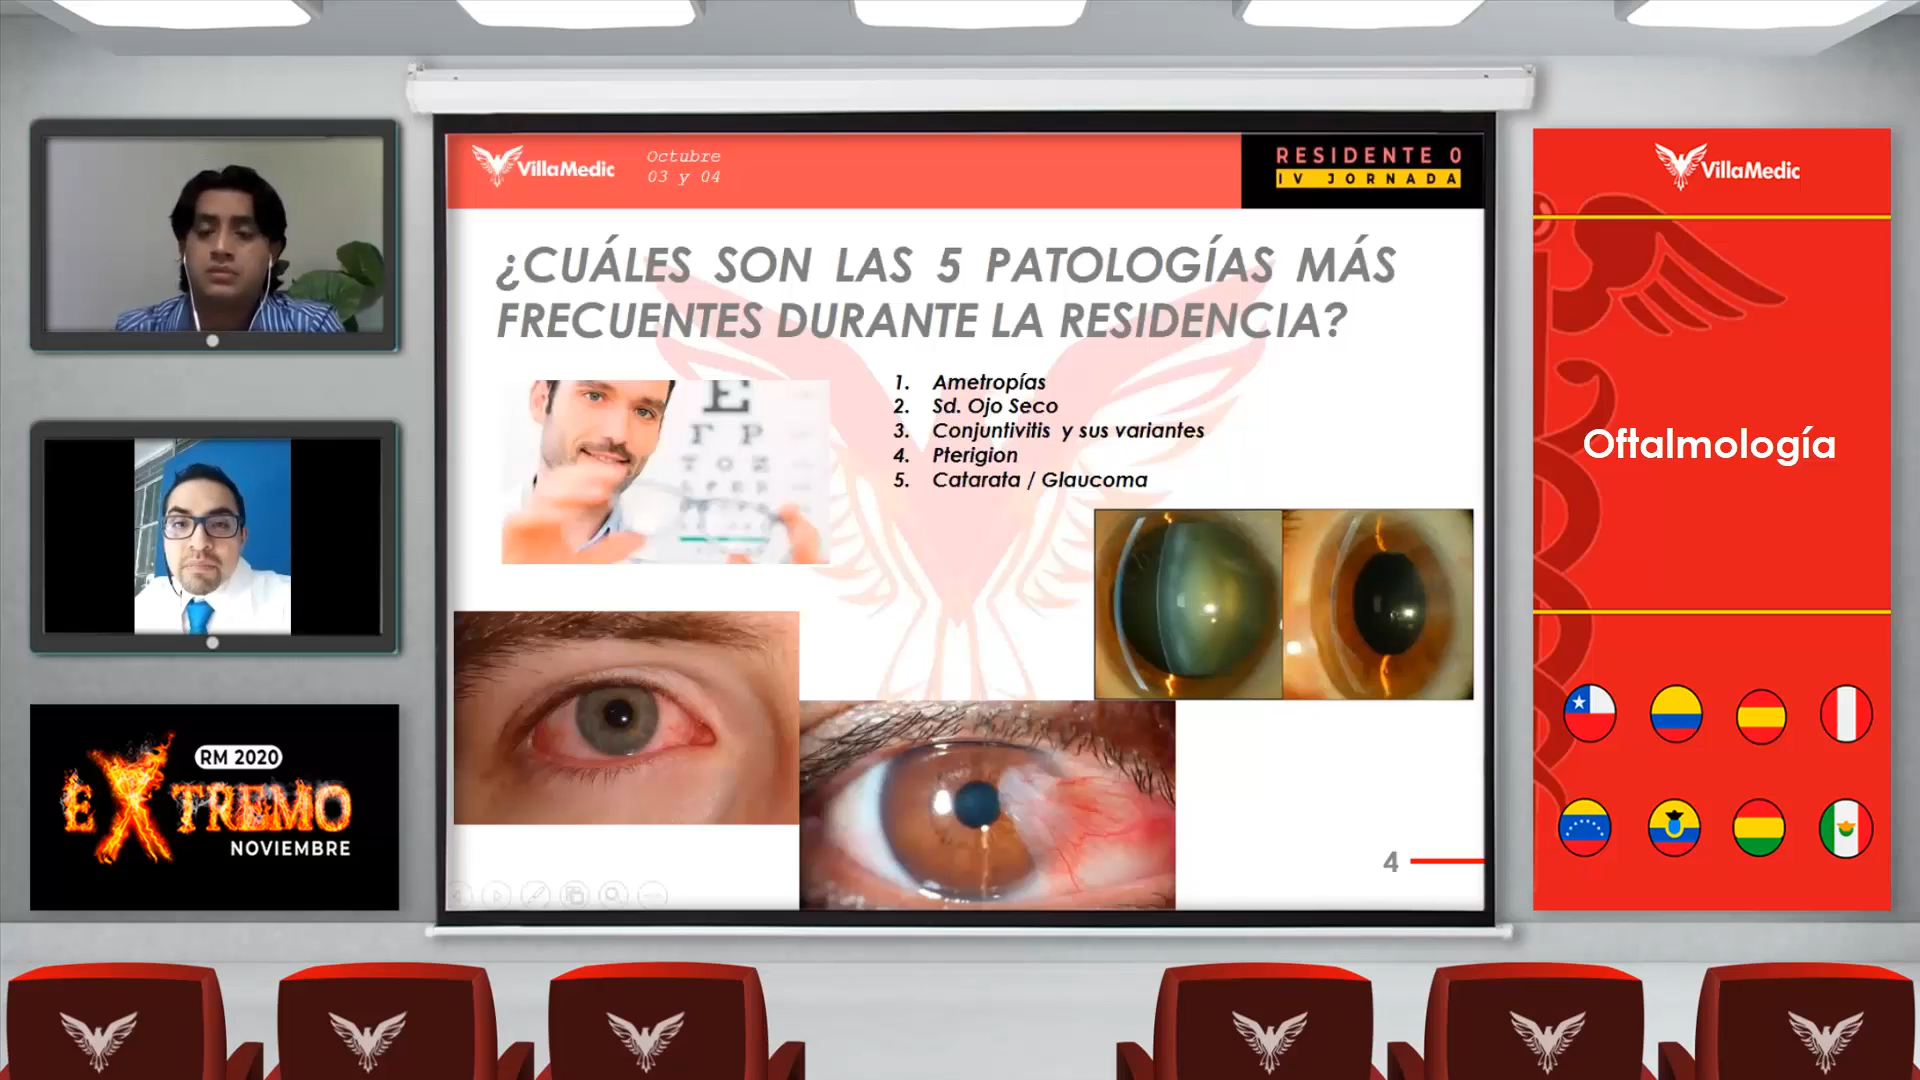 VillaMedic
Octubre
03 y 04
RESIDENTE 0
IV JORNADA
¿CUÁLES SON LAS 5 PATOLOGÍAS MÁS
FRECUENTES DURANTE LA RESIDENCIA?
1. Ametropías
2. Sd. Ojo Seco
3. Conjuntivitis y sus variantes
4. Pterigion
5. Catarata / Glaucoma
E
4
VillaMedic
Oftalmología
RM 2020
EXTREMO
NOVIEMBRE